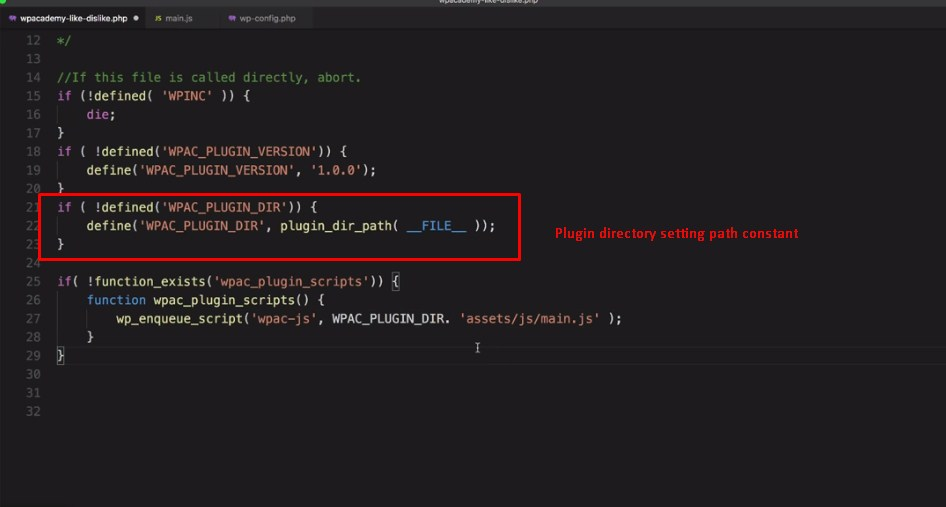 wpacademy-like-dislike.php
wpacademy-like-dislike.php ● JS main.js wp-config.php
12 */
13
14 //If this file is called directly, abort.
15 if (!defined( 'WPINC' )) {
16 die;
17 }
18 if ( !defined('WPAC_PLUGIN_VERSION')) {
19 define('WPAC_PLUGIN_VERSION', '1.0.0');
20 }
21 if ( !defined('WPAC_PLUGIN_DIR')) {
22 define('WPAC_PLUGIN_DIR', plugin_dir_path( __FILE__ ));
23 }
Plugin directory setting path constant
24
25 if( !function_exists('wpac_plugin_scripts')) {
26 function wpac_plugin_scripts() {
27 wp_enqueue_script('wpac-js', WPAC_PLUGIN_DIR. 'assets/js/main.js' );
28 }
29 }
30
31
32